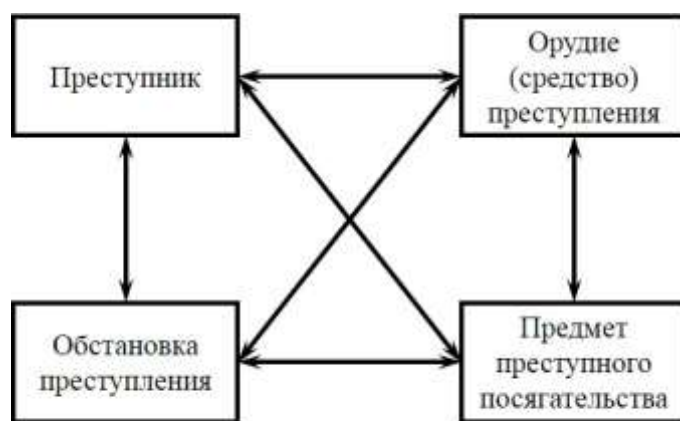 Преступник
Орудие
(средство)
преступления
Обстановка
преступления
Предмет
преступного
посягательства